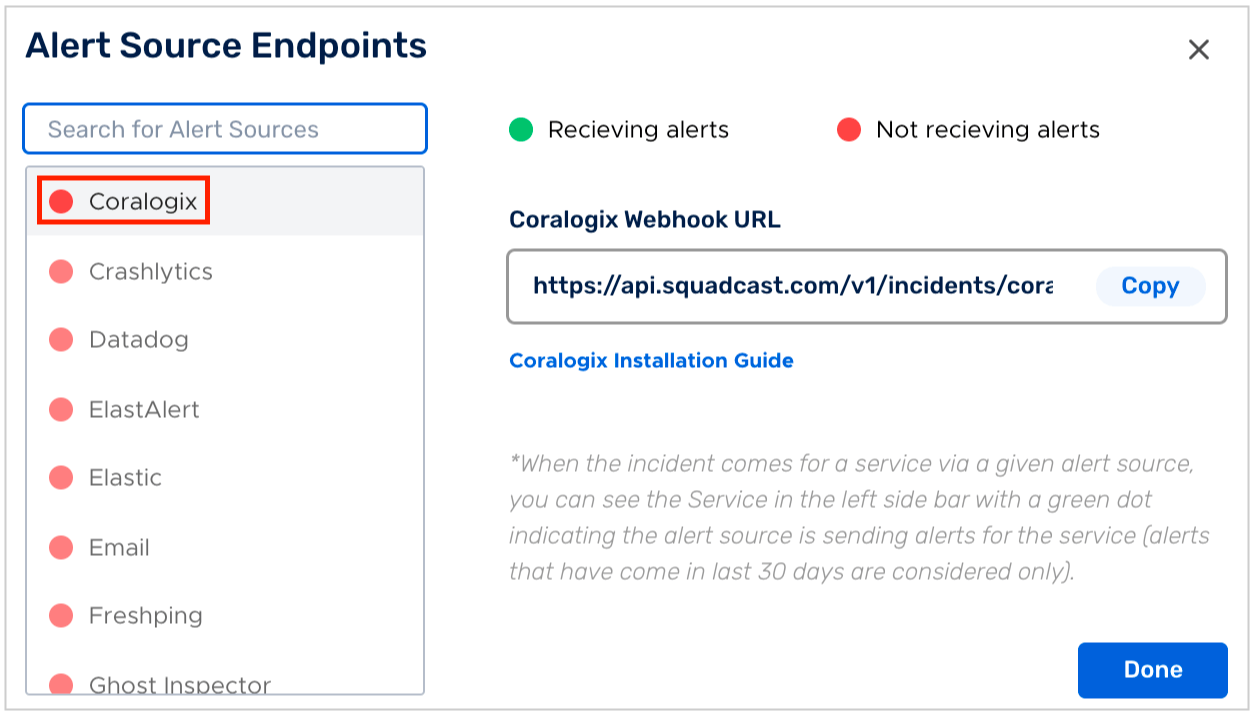 Alert Source Endpoints
Search for Alert Sources
Recieving alerts
Not recieving alerts
Coralogix
Crashlytics
Datadog
ElastAlert
Elastic
Email
Freshping
Ghost Inspector
Coralogix Webhook URL
https://api.squadcast.com/v1/incidents/cora
Copy
Coralogix Installation Guide
*When the incident comes for a service via a given alert source,
you can see the Service in the left side bar with a green dot
indicating the alert source is sending alerts for the service (alerts
that have come in last 30 days are considered only).
Done